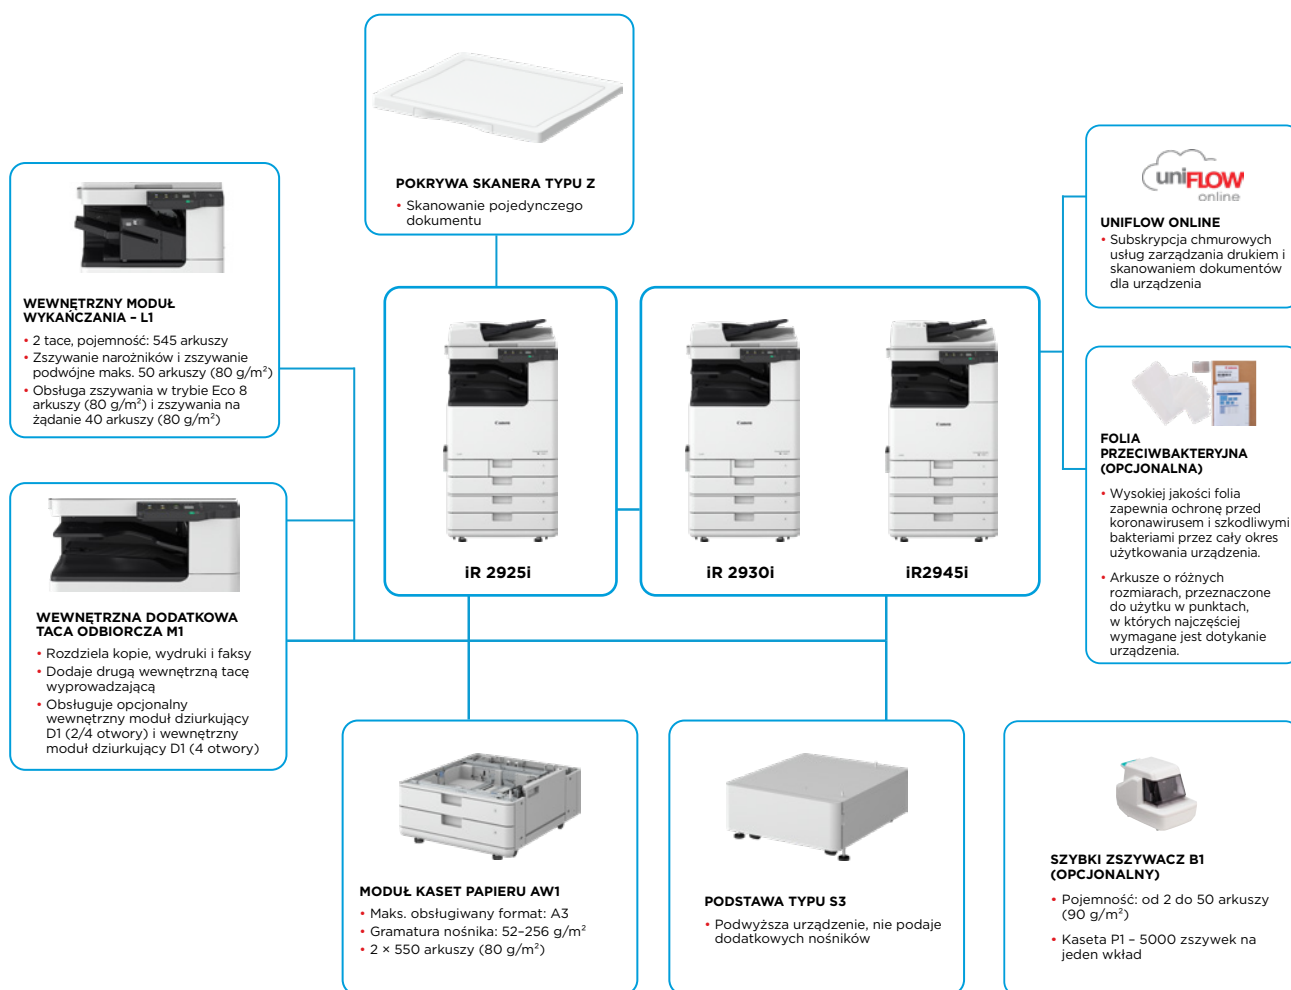 POKRYWA SKANERA TYPU Z
• Skanowanie pojedynczego
dokumentu
WEWNĘTRZNY MODUŁ
WYKAŃCZANIA – L1
• 2 tace, pojemność: 545 arkuszy
• Zszywanie narożników i zszywanie
podwójne maks. 50 arkuszy (80 g/m²)
• Obsługa zszywania w trybie Eco 8
arkuszy (80 g/m²) i zszywania na
żądanie 40 arkuszy (80 g/m²)
WEWNĘTRZNA DODATKOWA
TACA ODBIORCZA M1
• Rozdziela kopie, wydruki i faksy
• Dodaje drugą wewnętrzną tacę
wyprowadzającą
• Obsługuje opcjonalny
wewnętrzny moduł dziurkujący
D1 (2/4 otwory) i wewnętrzny
moduł dziurkujący D1 (4 otwory)
Canon
iR 2925i
Canon
iR 2930i
Canon
iR2945i
uniFLOW
online
UNIFLOW ONLINE
• Subskrypcja chmurowych
usług zarządzania drukiem i
skanowaniem dokumentów
dla urządzenia
FOLIA
PRZECIWBAKTERYJNA
(OPCJONALNA)
• Wysokiej jakości folia
zapewnia ochronę przed
koronawirusem i szkodliwymi
bakteriami przez cały okres
użytkowania urządzenia.
• Arkusze o różnych
rozmiarach, przeznaczone
do użytku w punktach,
w których najczęściej
wymagane jest dotykanie
urządzenia.
MODUŁ KASET PAPIERU AW1
• Maks. obsługiwany format: A3
• Gramatura nośnika: 52–256 g/m²
• 2 × 550 arkuszy (80 g/m²)
PODSTAWA TYPU S3
• Podwyższa urządzenie, nie podaje
dodatkowych nośników
SZYBKI ZSZYWACZ B1
(OPCJONALNY)
• Pojemność: od 2 do 50 arkuszy
(90 g/m²)
• Kaseta P1 – 5000 zszywek na
jeden wkład